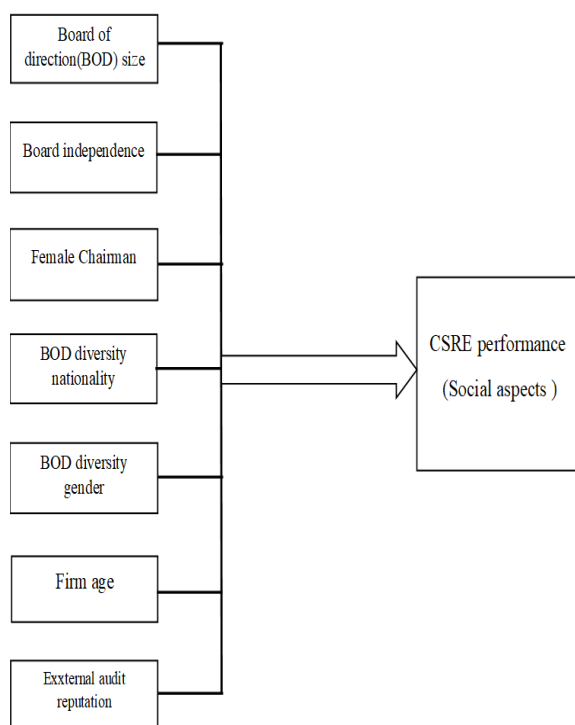 Board of
direction(BOD) size
Board independence
Female Chairman
BOD diversity
nationality
BOD diversity
gender
Firm age
Exxternal audit
reputation
CSRE performance
(Social aspects )